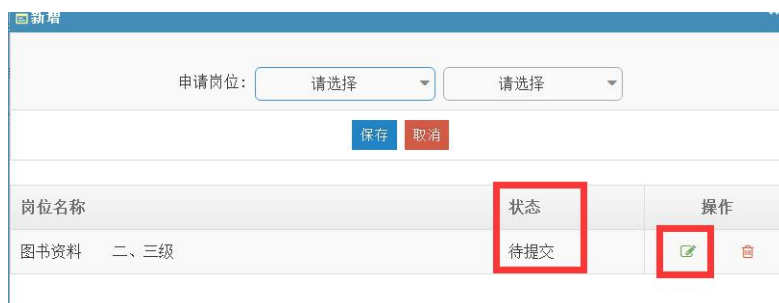 新增
申请岗位: 请选择 请选择
保存 取消
岗位名称 状态 操作
图书资料 二、三级 待提交